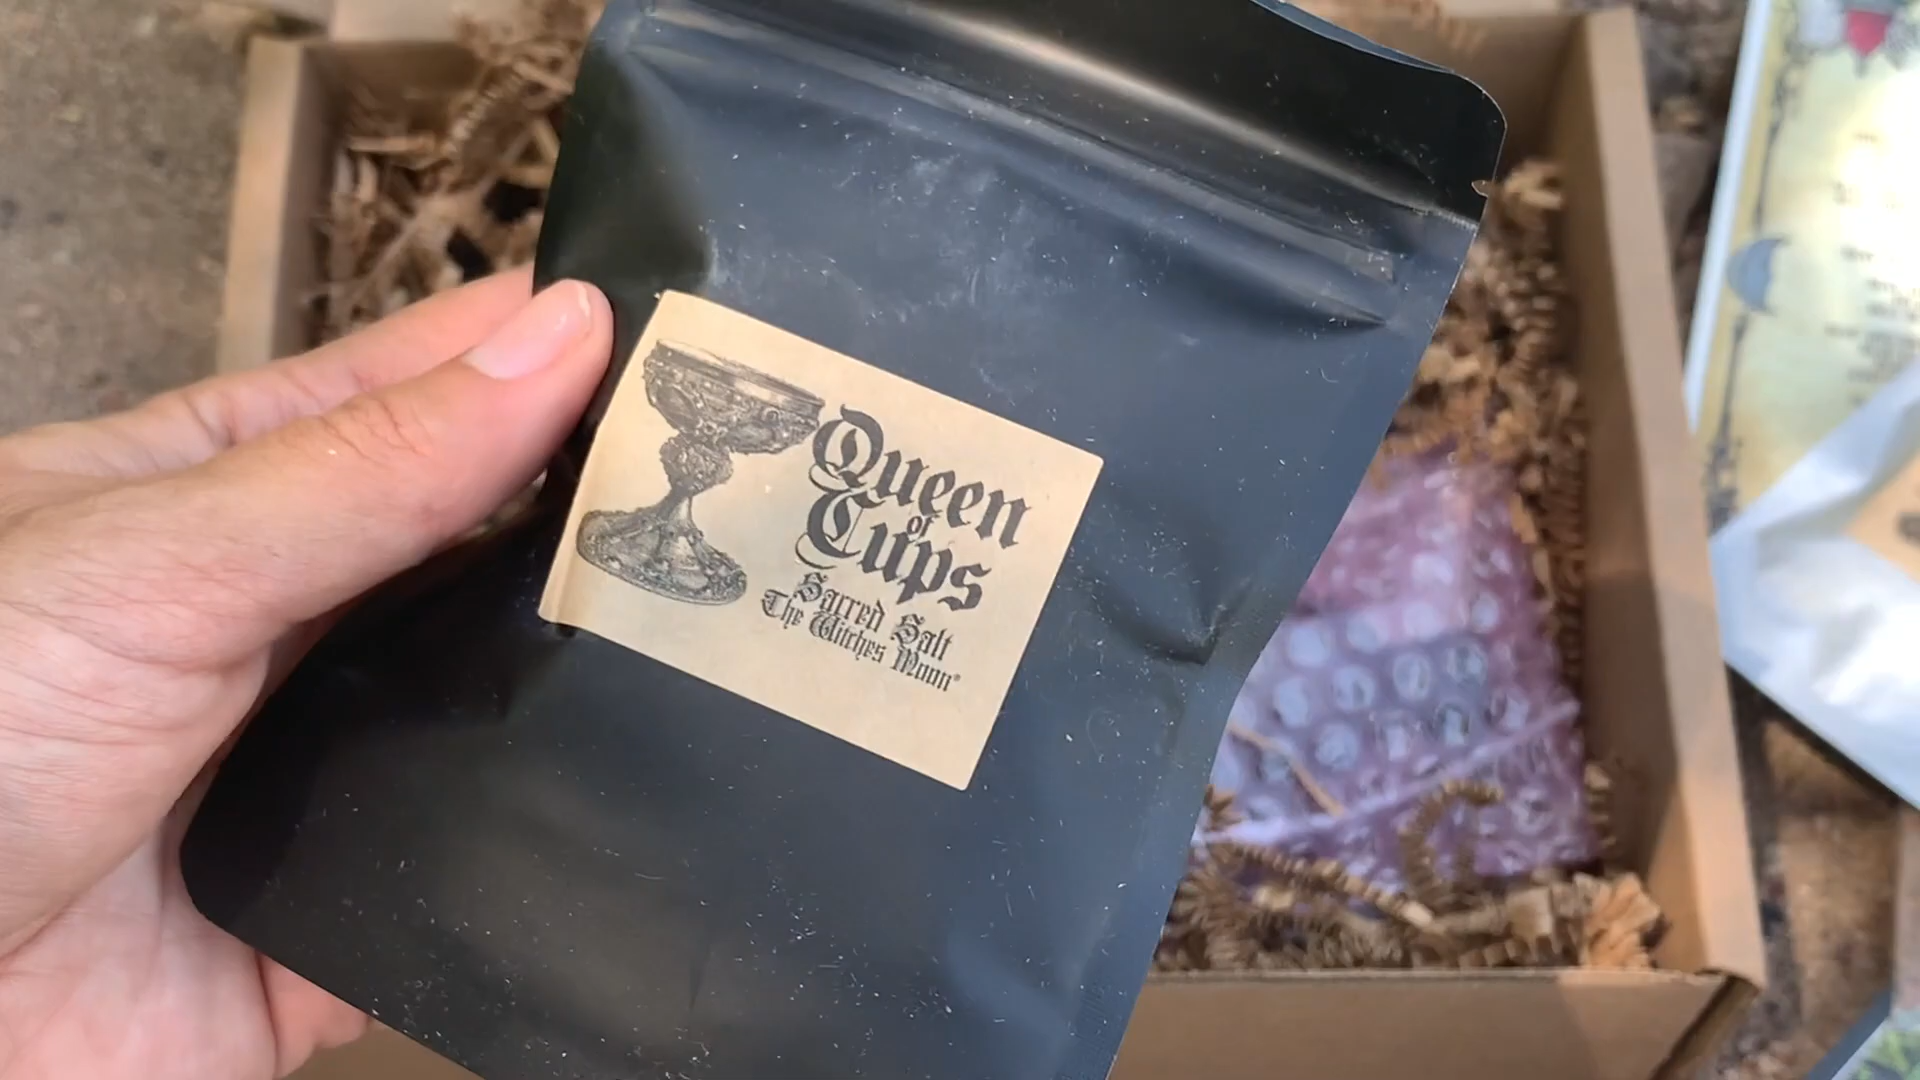 Queen
of
Cups
Sacred Salt
The Witches Moon®